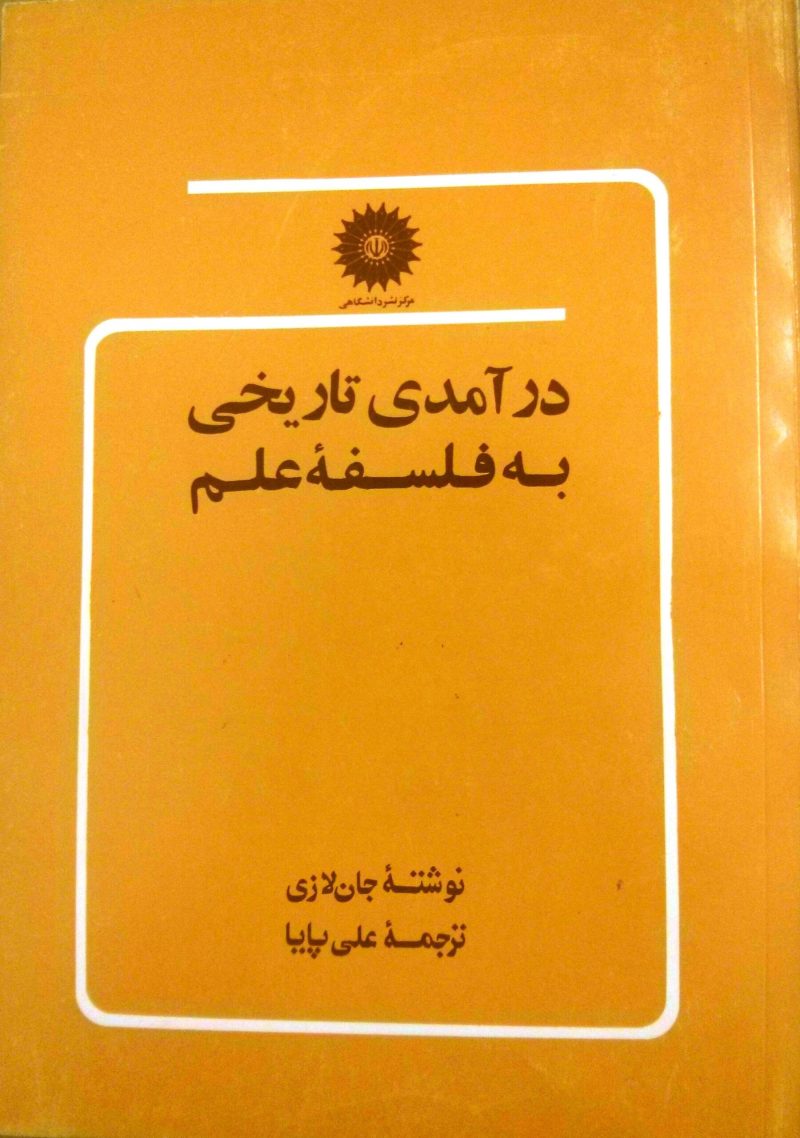 مرکز نشر دانشگاهی
درآمدی تاریخی
به فلسفهٔ علم
نوشتهٔ جان لازی
ترجمهٔ علی پایا